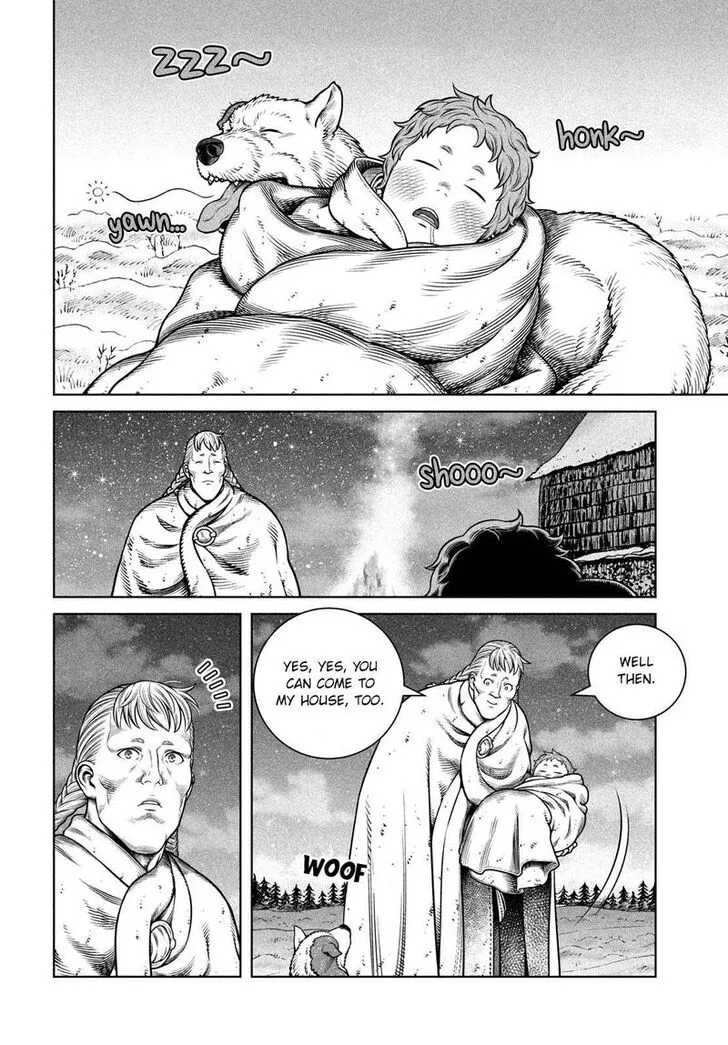 ZZZ~
honk~
yawn...
shooo~
WELL
THEN.
YES, YES, YOU
CAN COME TO
MY HOUSE, TOO.
WOOF